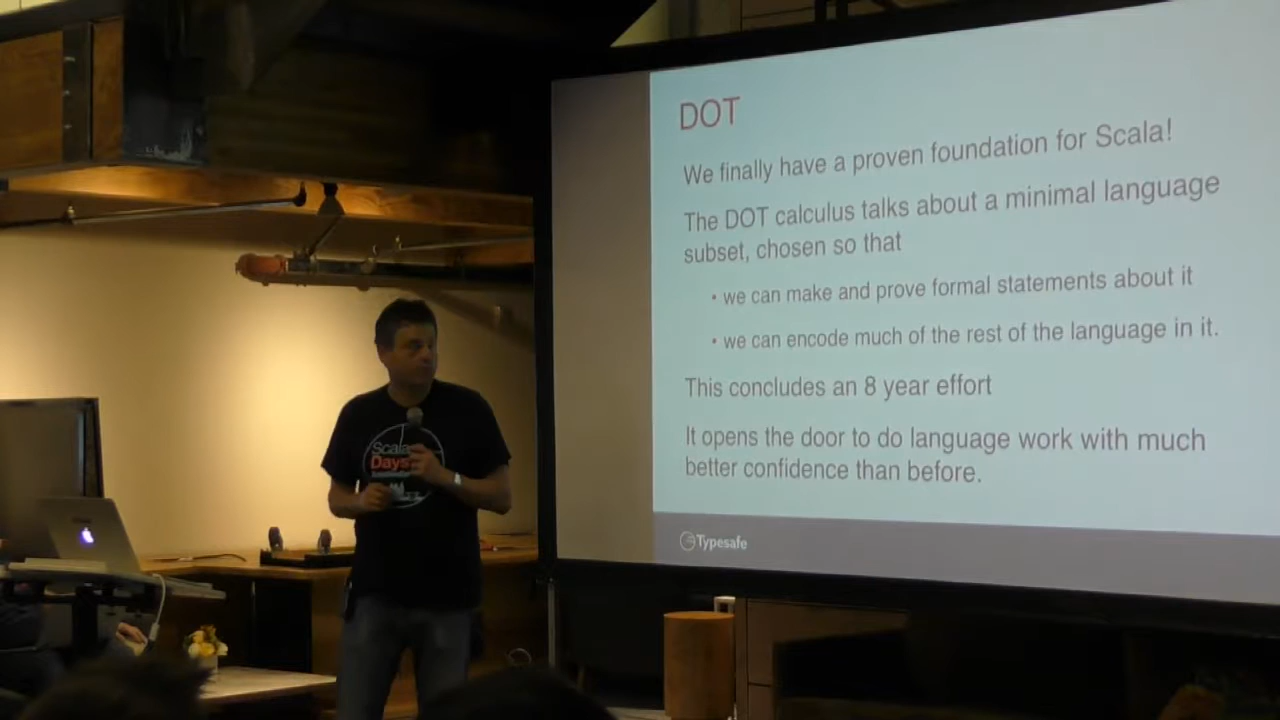 DOT
We finally have a proven foundation for Scala!
The DOT calculus talks about a minimal language
subset, chosen so that
• we can make and prove formal statements about it
• we can encode much of the rest of the language in it.
This concludes an 8 year effort
It opens the door to do language work with much
better confidence than before.
Typesafe
Scala
Days